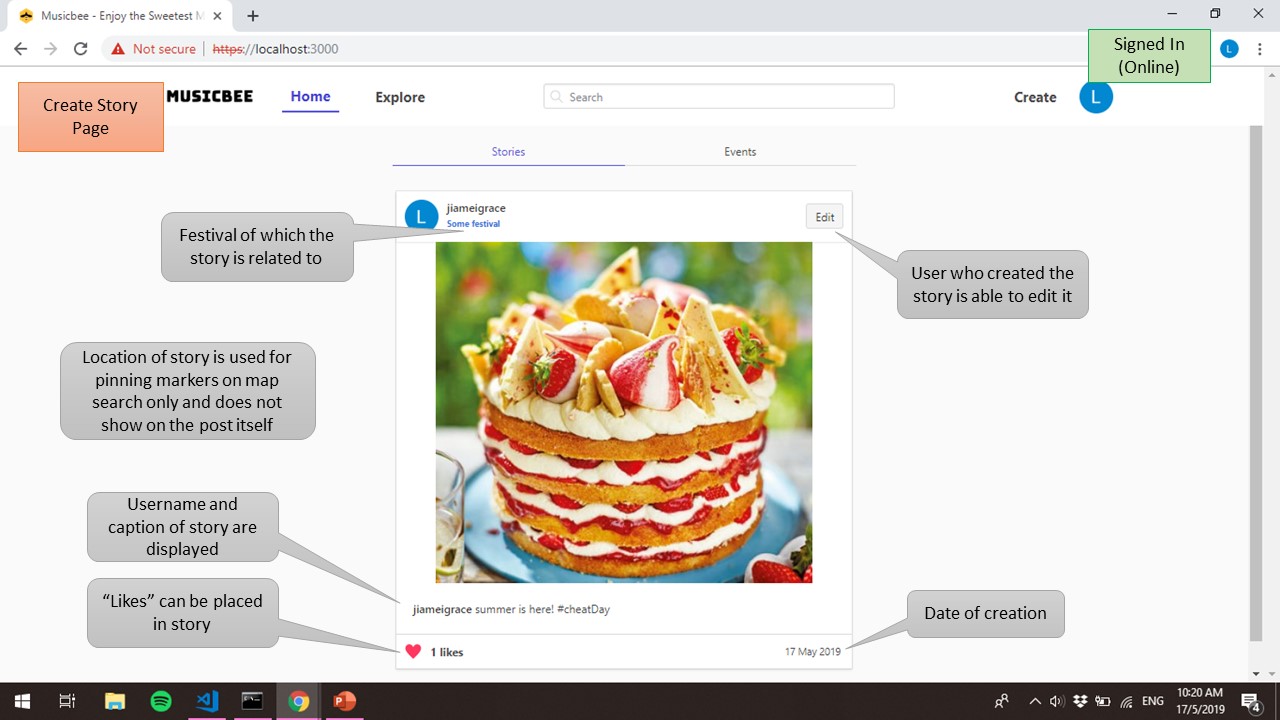 Musicbee - Enjoy the Sweetest M
Not secure
https://localhost:3000
L
Signed In
(Online)
Create Story
Page
MUSICBEE
Home
Explore
Search
Create
L
Stories
Events
L
jiameigrace
Some festival
Edit
Festival of which the
story is related to
User who created the
story is able to edit it
Location of story is used for
pinning markers on map
search only and does not
show on the post itself
Username and
caption of story are
displayed
jiameigrace summer is here! #cheatDay
"Likes" can be placed
in story
Date of creation
1 likes
17 May 2019
ENG
10:20 AM
17/5/2019
4